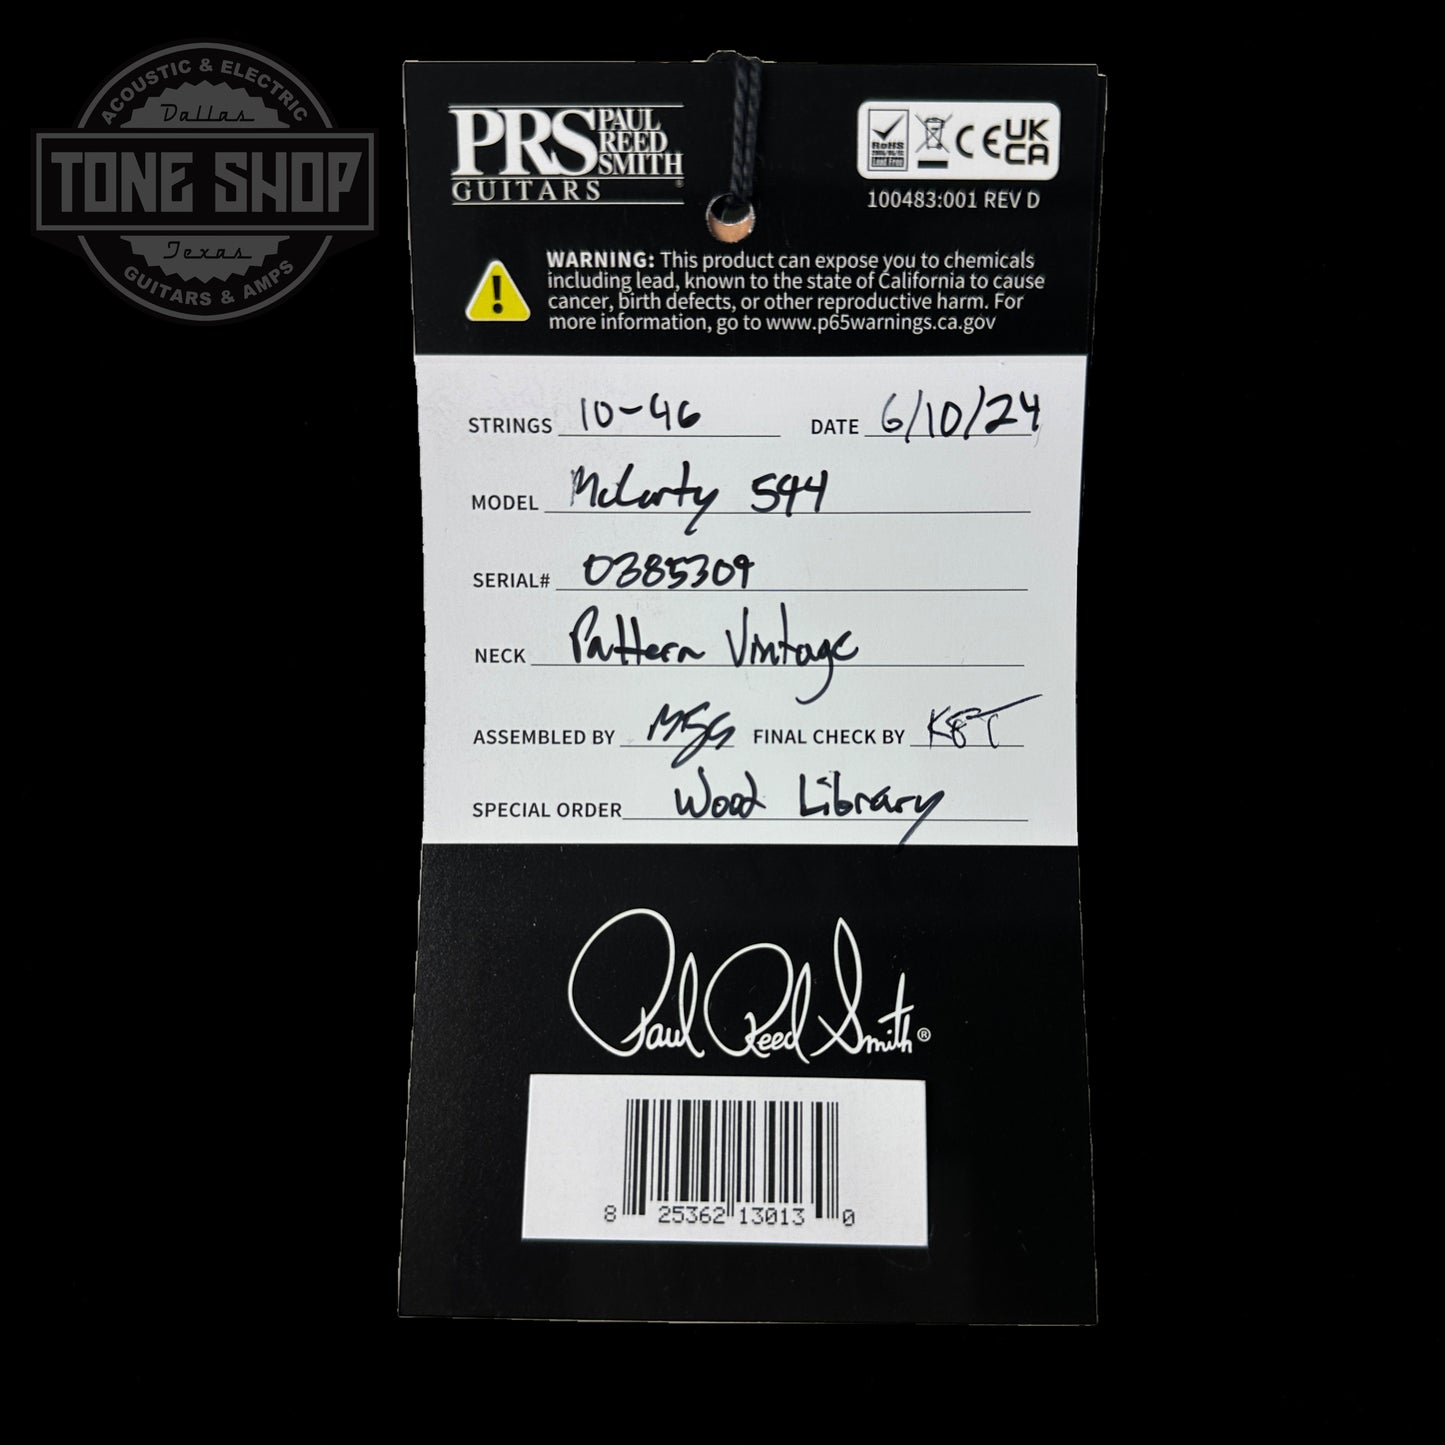 ACOUSTIC & ELECTRIC
Dallas
TONE SHOP
Texas
GUITARS & AMPS
PRS PAUL REED SMITH
GUITARS ®
RoHS
Lead Free
CE UK CA
100483:001 REV D
WARNING: This product can expose you to chemicals
including lead, known to the state of California to cause
cancer, birth defects, or other reproductive harm. For
more information, go to www.p65warnings.ca.gov
STRINGS 10-46 DATE 6/10/24
MODEL McCarty 594
SERIAL# 0385309
NECK Pattern Vintage
ASSEMBLED BY FINAL CHECK BY
SPECIAL ORDER Wood Library
Paul Reed Smith®
8 25362 13013 0